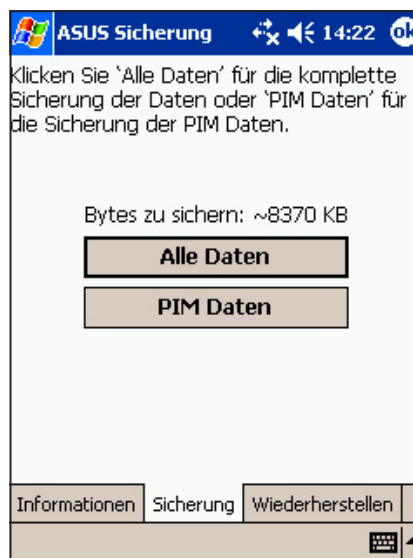 ASUS Sicherung 14:22 ok
Klicken Sie `Alle Daten´ für die komplette
Sicherung der Daten oder `PIM Daten´ für
die Sicherung der PIM Daten.
Bytes zu sichern: ~8370 KB
Alle Daten
PIM Daten
Informationen Sicherung Wiederherstellen